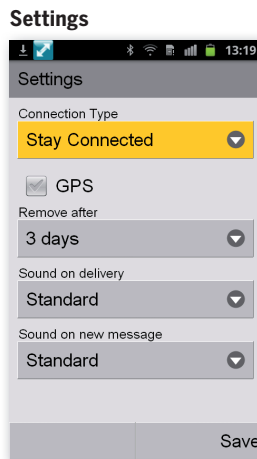 Settings
13:19
Settings
Connection Type
Stay Connected
GPS
Remove after
3 days
Sound on delivery
Standard
Sound on new message
Standard
Save